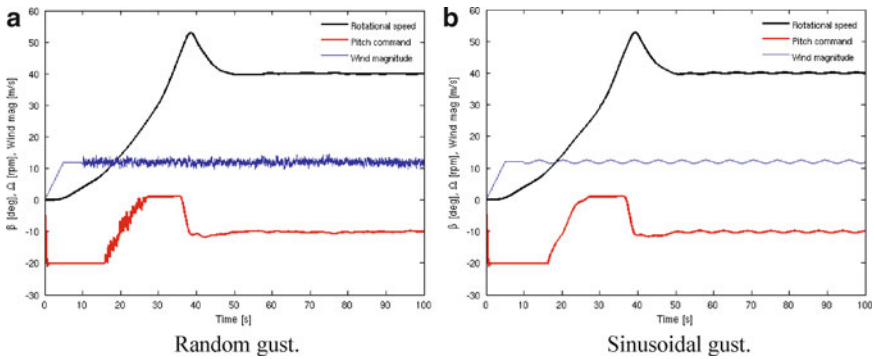 a
60
50
40
30
20
10
0
-10
-20
-30
β [deg], Ω [rpm], Wind mag [m/s]
Rotational speed
Pitch command
Wind magnitude
0 10 20 30 40 50 60 70 80 90 100
Time [s]
Random gust.
b
60
50
40
30
20
10
0
-10
-20
-30
β [deg], Ω [rpm], Wind mag [m/s]
Rotational speed
Pitch command
Wind magnitude
0 10 20 30 40 50 60 70 80 90 100
Time [s]
Sinusoidal gust.